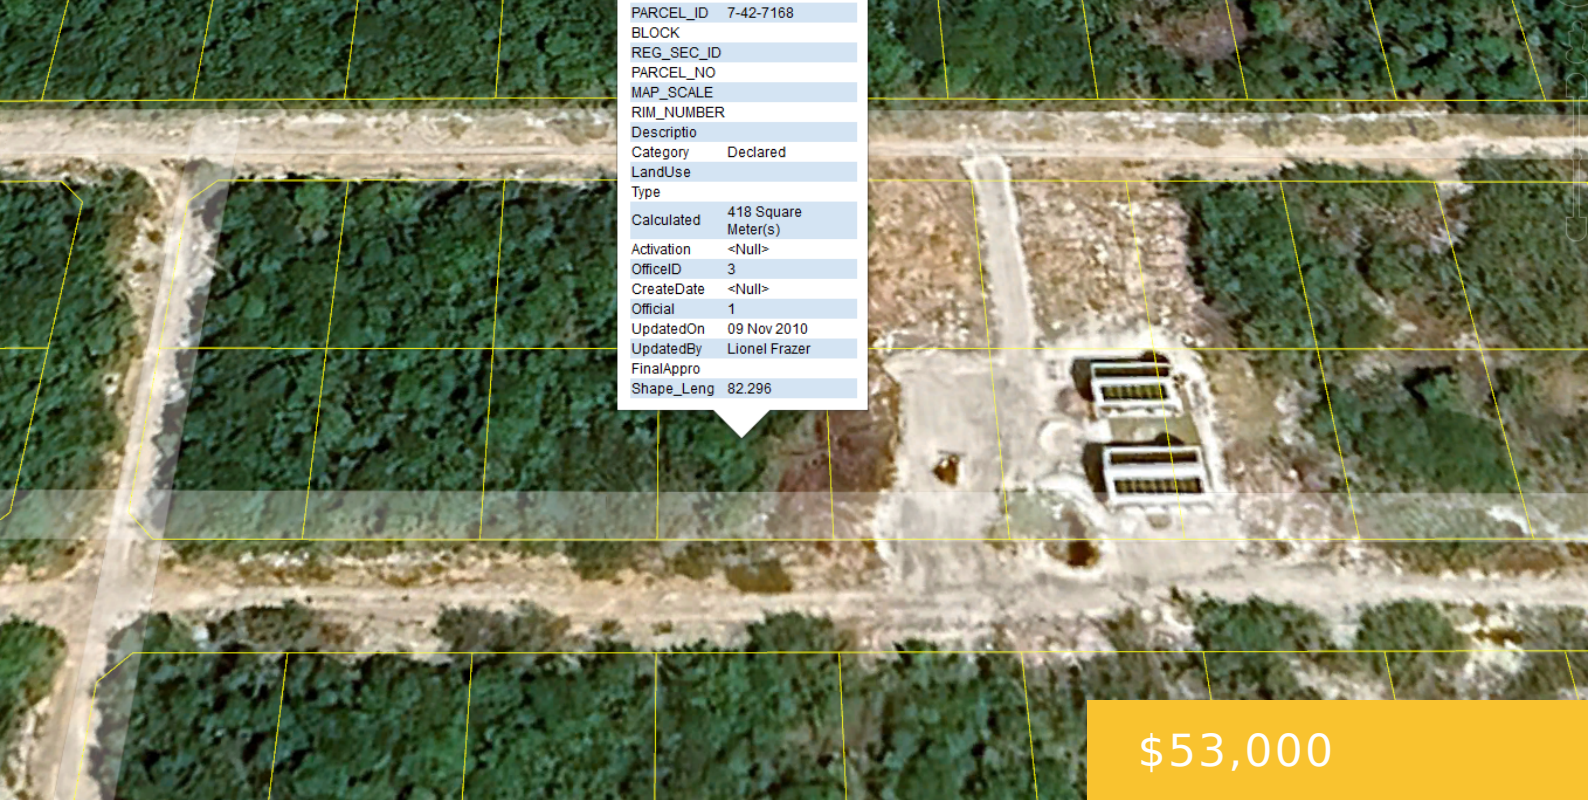 PARCEL_ID 7-42-7168
BLOCK
REG_SEC_ID
PARCEL_NO
MAP_SCALE
RIM_NUMBER
Descriptio
Category Declared
LandUse
Type
Calculated 418 Square
Meter(s)
Activation <Null>
OfficeID 3
CreateDate <Null>
Official 1
UpdatedOn 09 Nov 2010
UpdatedBy Lionel Frazer
FinalAppro
Shape_Leng 82.296
$53,000